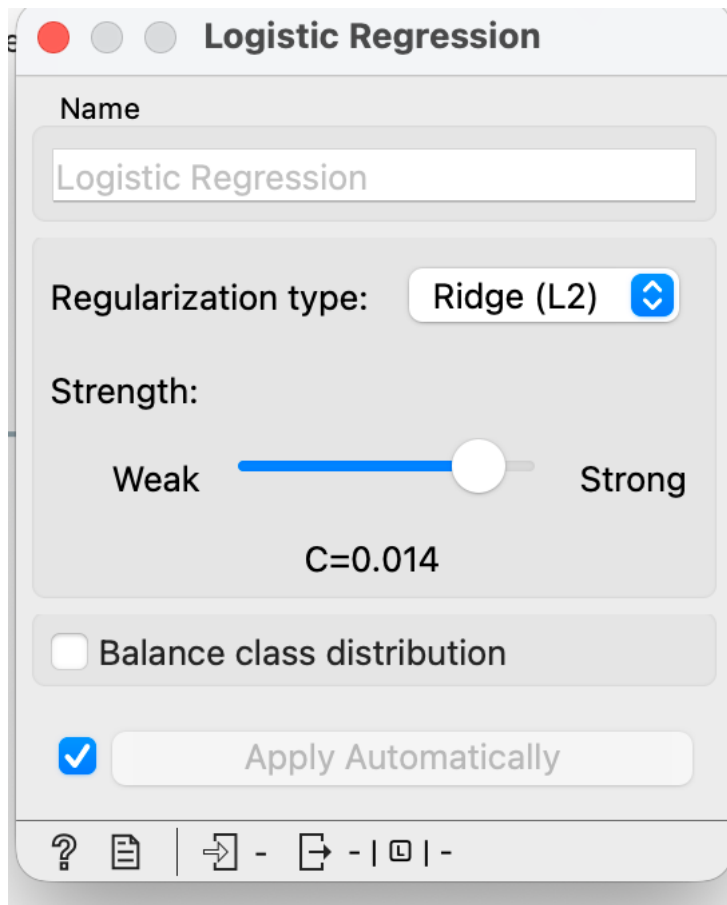 Logistic Regression
Name
Logistic Regression
Regularization type: Ridge (L2)
Strength:
Weak Strong
C=0.014
Balance class distribution
Apply Automatically
? - - | L | -